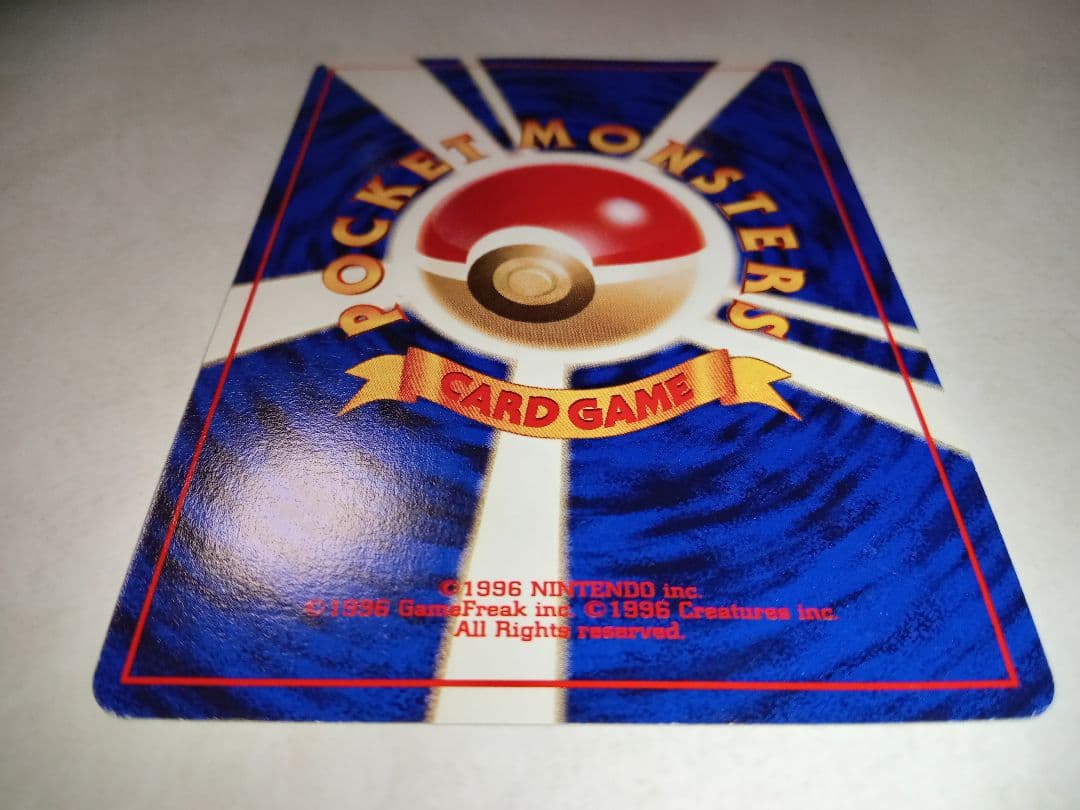 POCKET MONSTERS
CARD GAME
©1996 NINTENDO inc.
©1996 GameFreak inc. ©1996 Creatures inc.
All Rights reserved.